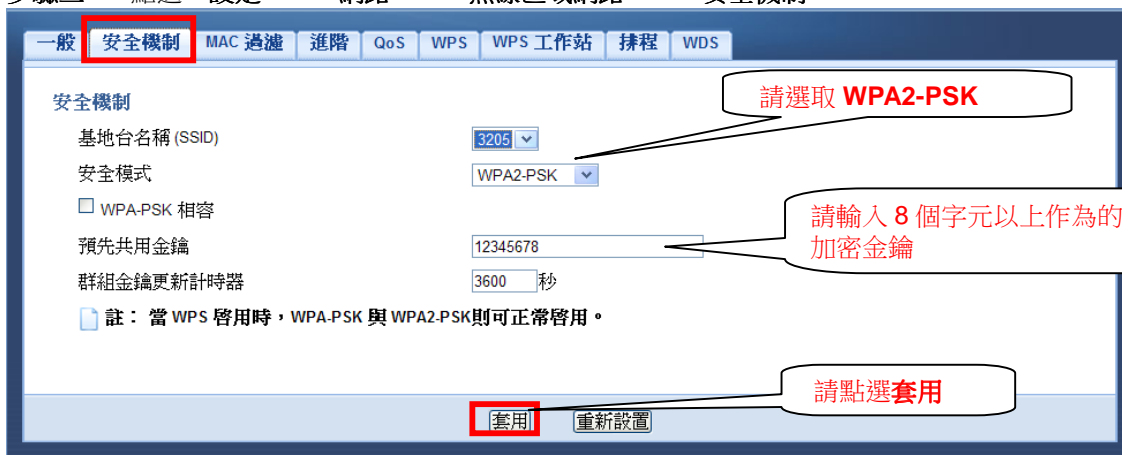 一般 安全機制 MAC 過濾 進階 QoS WPS WPS 工作站 排程 WDS
安全機制
請選取 WPA2-PSK
基地台名稱 (SSID) 3205
安全模式 WPA2-PSK
WPA-PSK 相容
請輸入 8 個字元以上作為的
加密金鑰
預先共用金鑰 12345678
群組金鑰更新計時器 3600 秒
註： 當 WPS 啓用時，WPA-PSK 與 WPA2-PSK則可正常啓用。
請點選套用
套用 重新設置